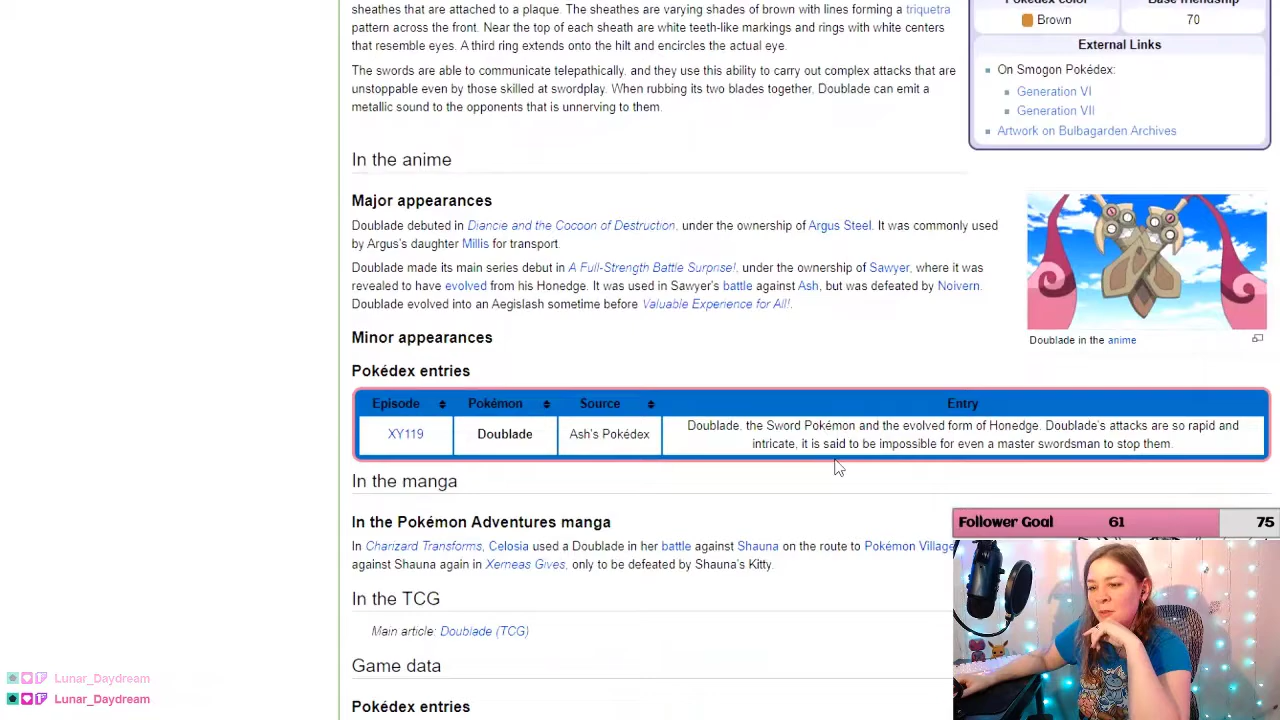 sheathes that are attached to a plaque. The sheathes are varying shades of brown with lines forming a triquetra
pattern across the front. Near the top of each sheath are white teeth-like markings and rings with white centers
that resemble eyes. A third ring extends onto the hilt and encircles the actual eye.
The swords are able to communicate telepathically, and they use this ability to carry out complex attacks that are
unstoppable even by those skilled at swordplay. When rubbing its two blades together, Doublade can emit a
metallic sound to the opponents that is unnerving to them.
Pokédex color
Base friendship
Brown
70
External Links
On Smogon Pokédex:
Generation VI
Generation VII
Artwork on Bulbagarden Archives
In the anime
Major appearances
Doublade debuted in Diancie and the Cocoon of Destruction, under the ownership of Argus Steel. It was commonly used
by Argus's daughter Millis for transport.
Doublade made its main series debut in A Full-Strength Battle Surprise!, under the ownership of Sawyer, where it was
revealed to have evolved from his Honedge. It was used in Sawyer's battle against Ash, but was defeated by Noivern.
Doublade evolved into an Aegislash sometime before Valuable Experience for All!.
Doublade in the anime
Minor appearances
Pokédex entries
Episode Pokémon Source Entry
XY119 Doublade Ash's Pokédex Doublade, the Sword Pokémon and the evolved form of Honedge. Doublade's attacks are so rapid and
intricate, it is said to be impossible for even a master swordsman to stop them.
In the manga
In the Pokémon Adventures manga
In Charizard Transforms, Celosia used a Doublade in her battle against Shauna on the route to Pokémon Village
against Shauna again in Xerneas Gives, only to be defeated by Shauna's Kitty.
In the TCG
Main article: Doublade (TCG)
Game data
Pokédex entries
Follower Goal 61 75
Lunar_Daydream
Lunar_Daydream